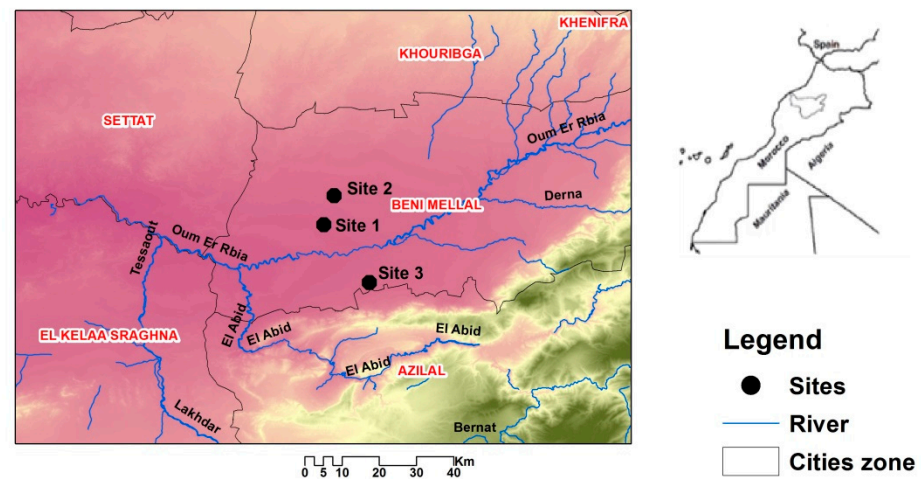 KHENIFRA
KHOURIBGA
SETTAT
Oum Er Rbia
Site 2
BENI MELLAL
Derna
Site 1
Tessaout
Oum Er Rbia
Site 3
El Abid
El Abid
El Abid
EL KELAA SRAGHNA
El Abid
AZILAL
Lakhdar
Bernat
Km
0 5 10 20 30 40
Spain
Morocco
Algeria
Mauritania
Legend
Sites
River
Cities zone